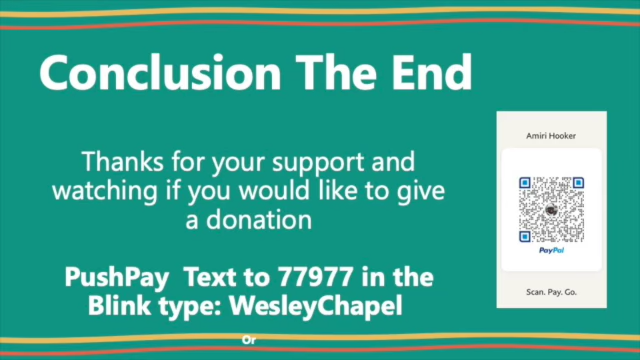 Conclusion The End
Thanks for your support and
watching if you would like to give
a donation
PushPay  Text to 77977 in the
Blink type: WesleyChapel
Or
Amiri Hooker
PayPal
Scan. Pay. Go.